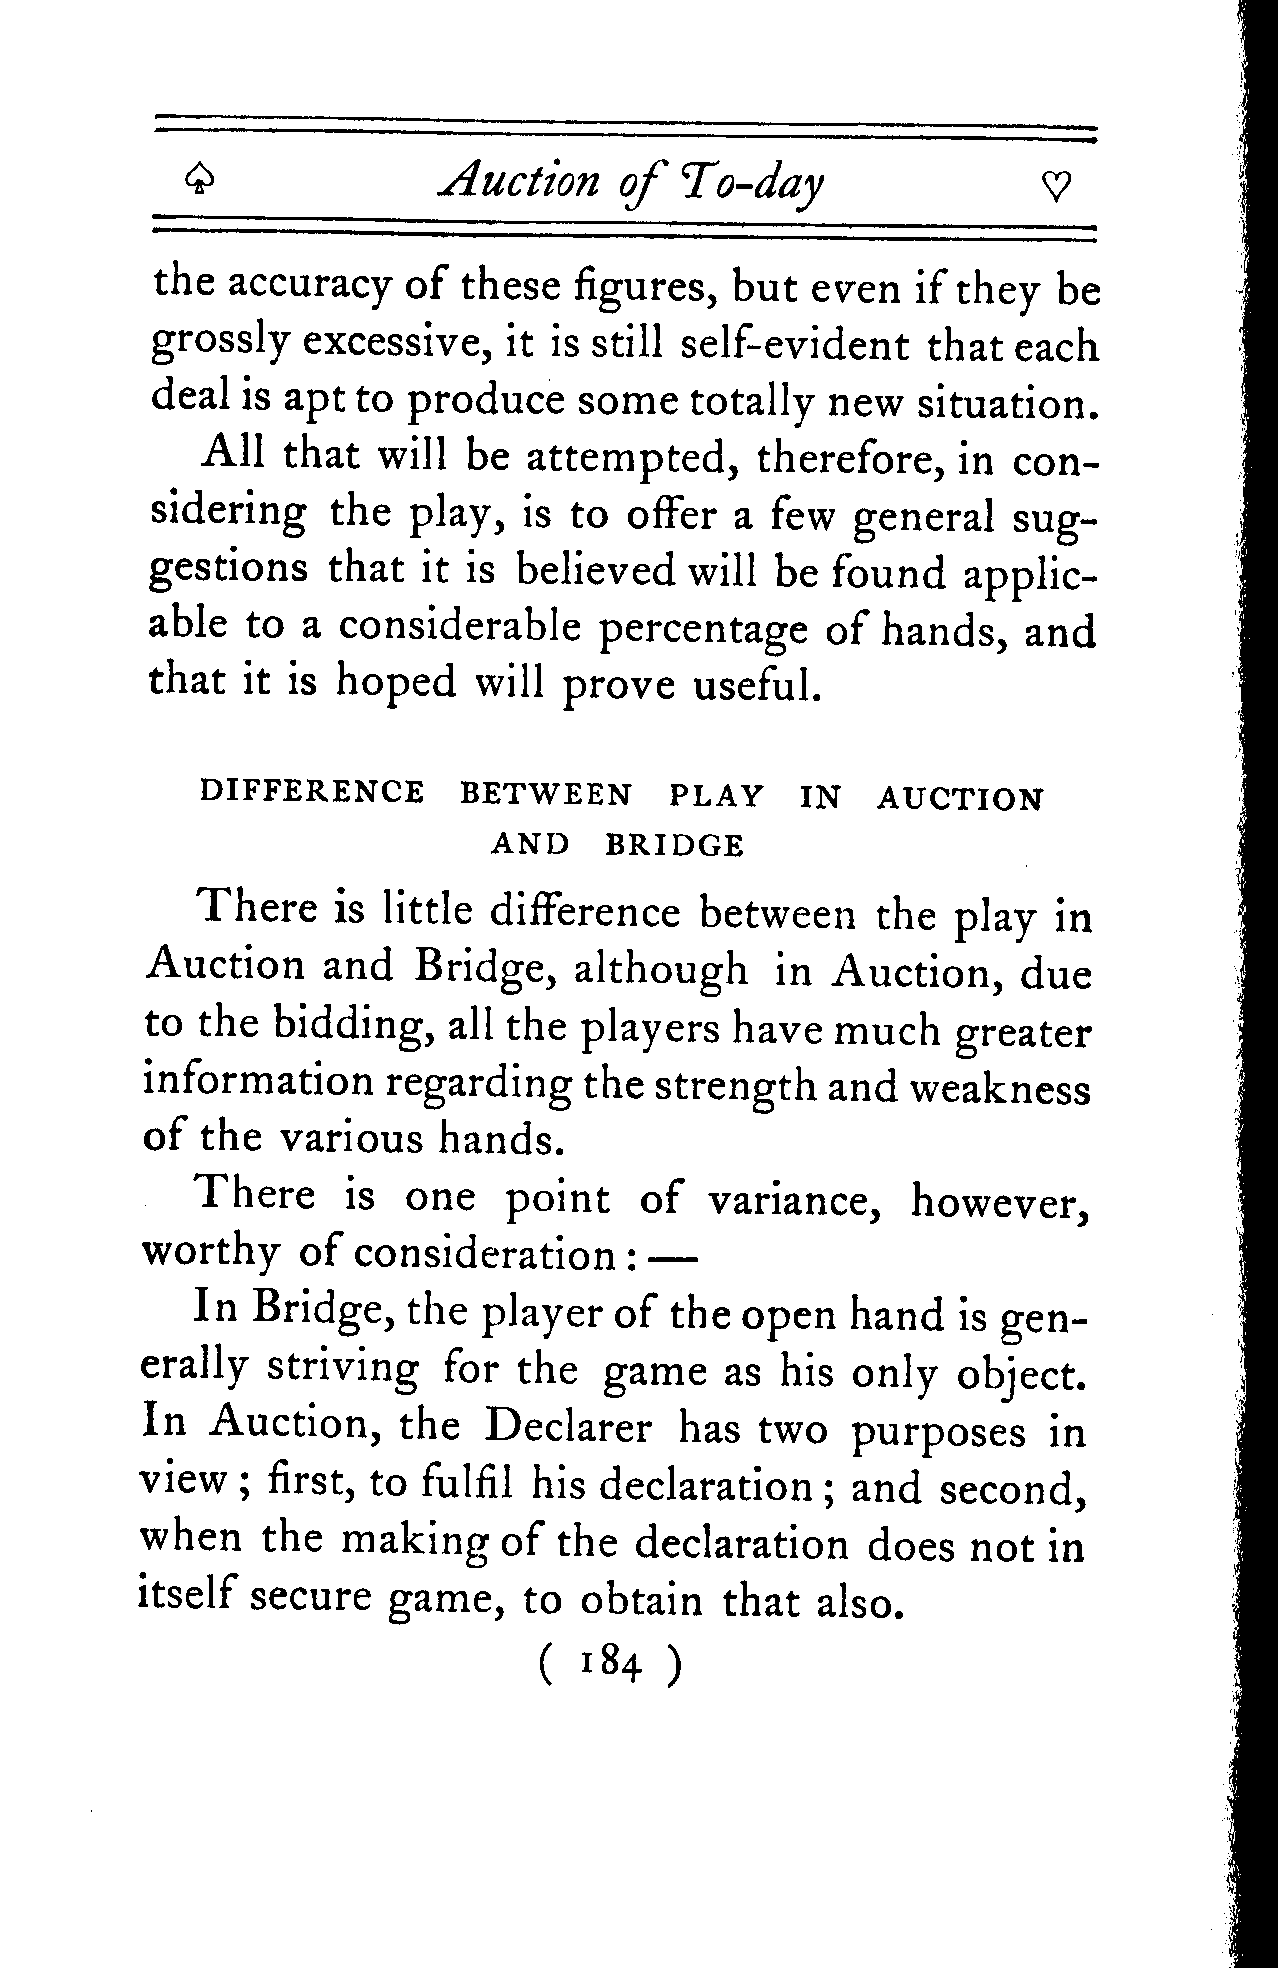 ♤ Auction of To-day ♡
the accuracy of these figures, but even if they be
grossly excessive, it is still self-evident that each
deal is apt to produce some totally new situation.
All that will be attempted, therefore, in con-
sidering the play, is to offer a few general sug-
gestions that it is believed will be found applic-
able to a considerable percentage of hands, and
that it is hoped will prove useful.
DIFFERENCE BETWEEN PLAY IN AUCTION
AND BRIDGE
There is little difference between the play in
Auction and Bridge, although in Auction, due
to the bidding, all the players have much greater
information regarding the strength and weakness
of the various hands.
There is one point of variance, however,
worthy of consideration : —
In Bridge, the player of the open hand is gen-
erally striving for the game as his only object.
In Auction, the Declarer has two purposes in
view ; first, to fulfil his declaration ; and second,
when the making of the declaration does not in
itself secure game, to obtain that also.
( 184 )